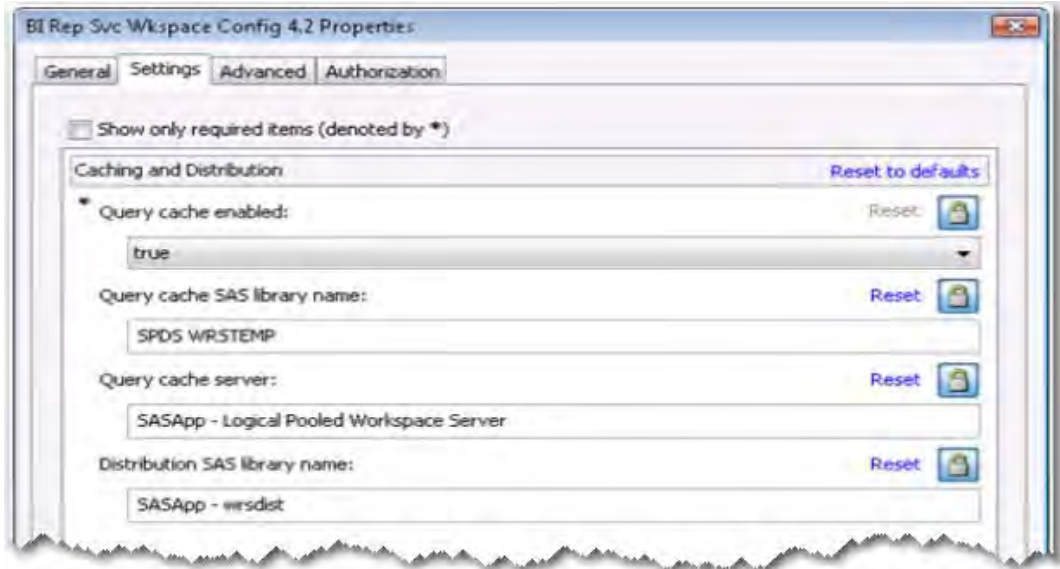 BI Rep Svc Wkspace Config 4.2 Properties
General Settings Advanced Authorization
Show only required items (denoted by *)
Caching and Distribution Reset to defaults
* Query cache enabled: Reset
true
Query cache SAS library name: Reset
SPDS WRSTEMP
Query cache server: Reset
SASApp - Logical Pooled Workspace Server
Distribution SAS library name: Reset
SASApp - wrsdist